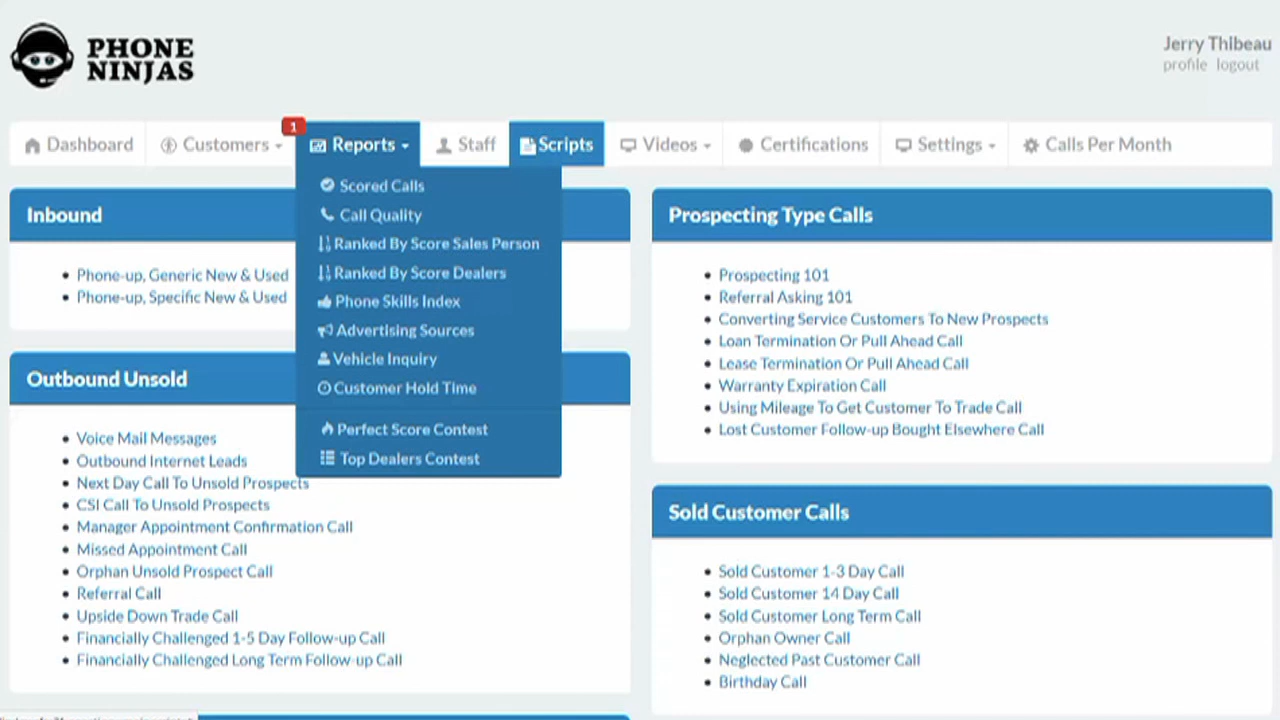 PHONE
NINJAS
Jerry Thibeau
profile logout
Dashboard
Customers
1
Reports
Staff
Scripts
Videos
Certifications
Settings
Calls Per Month
Scored Calls
Call Quality
Ranked By Score Sales Person
Ranked By Score Dealers
Phone Skills Index
Advertising Sources
Vehicle Inquiry
Customer Hold Time
Perfect Score Contest
Top Dealers Contest
Inbound
Phone-up, Generic New & Used
Phone-up, Specific New & Used
Outbound Unsold
Voice Mail Messages
Outbound Internet Leads
Next Day Call To Unsold Prospects
CSI Call To Unsold Prospects
Manager Appointment Confirmation Call
Missed Appointment Call
Orphan Unsold Prospect Call
Referral Call
Upside Down Trade Call
Financially Challenged 1-5 Day Follow-up Call
Financially Challenged Long Term Follow-up Call
Prospecting Type Calls
Prospecting 101
Referral Asking 101
Converting Service Customers To New Prospects
Loan Termination Or Pull Ahead Call
Lease Termination Or Pull Ahead Call
Warranty Expiration Call
Using Mileage To Get Customer To Trade Call
Lost Customer Follow-up Bought Elsewhere Call
Sold Customer Calls
Sold Customer 1-3 Day Call
Sold Customer 14 Day Call
Sold Customer Long Term Call
Orphan Owner Call
Neglected Past Customer Call
Birthday Call